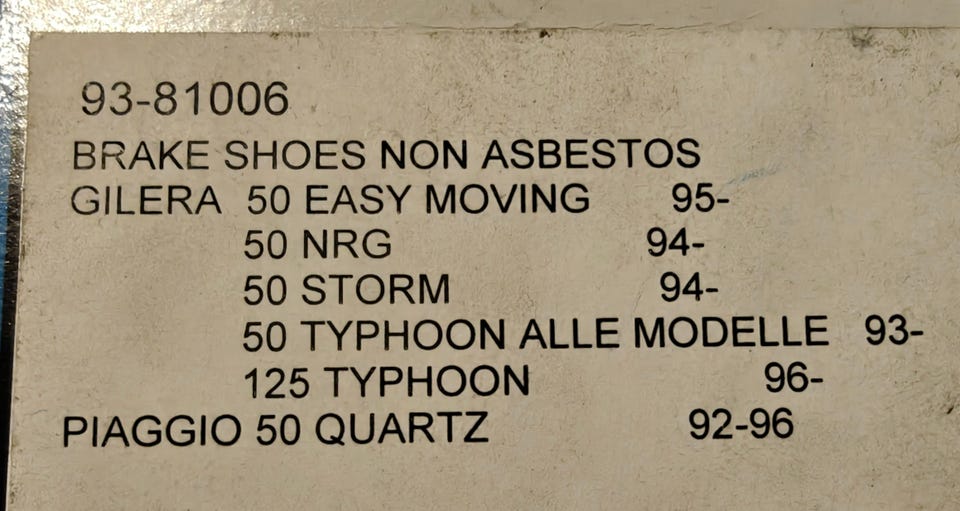 93-81006
BRAKE SHOES NON ASBESTOS
GILERA 50 EASY MOVING 95-
50 NRG 94-
50 STORM 94-
50 TYPHOON ALLE MODELLE 93-
125 TYPHOON 96-
PIAGGIO 50 QUARTZ 92-96